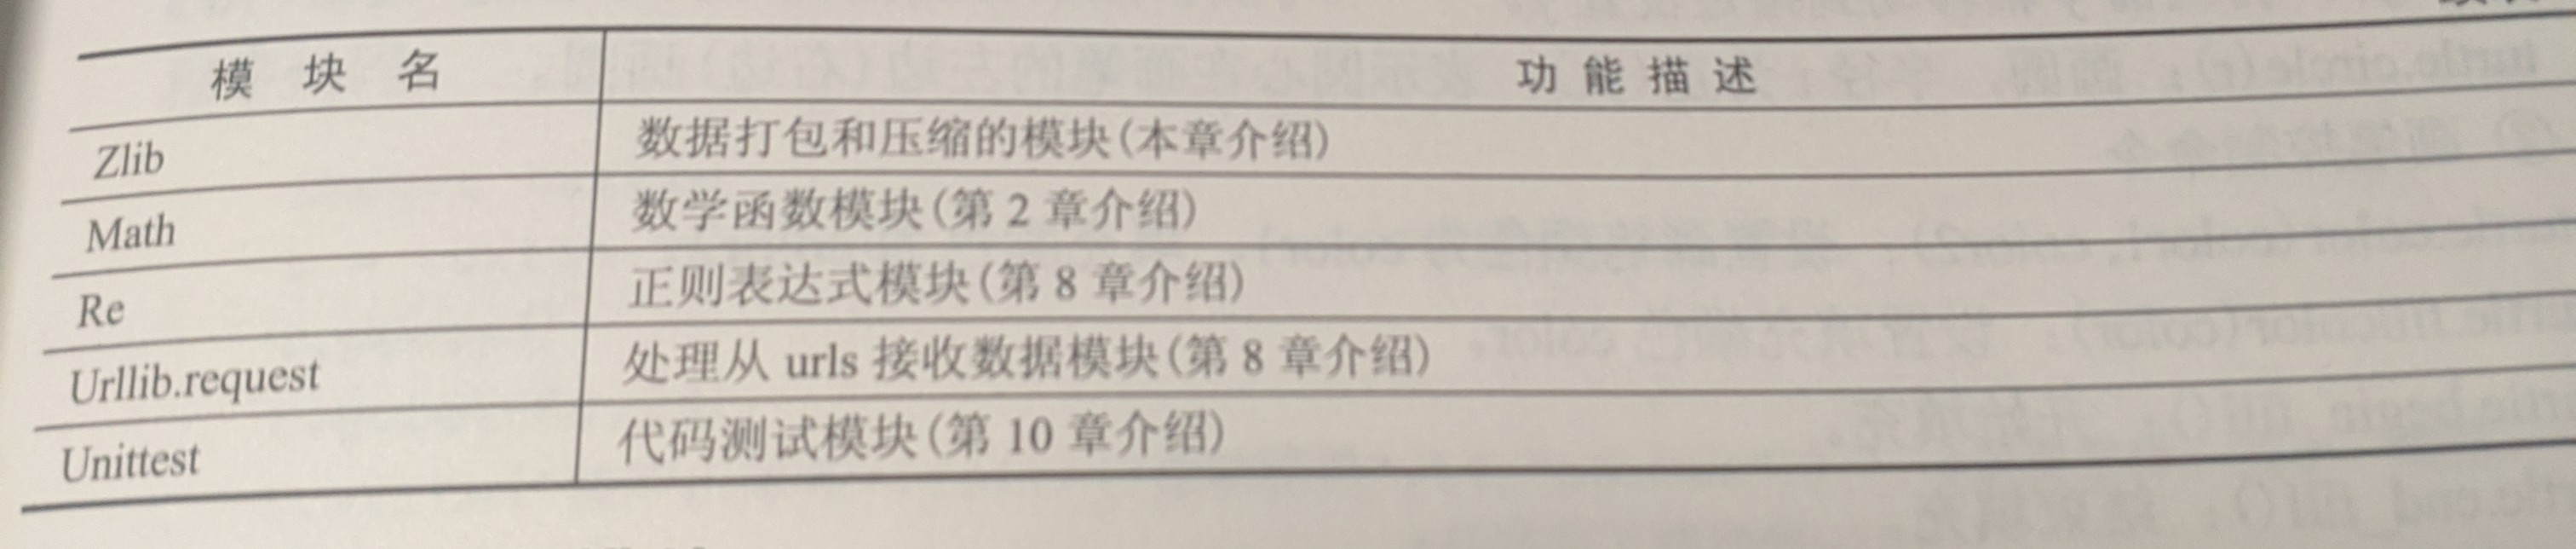 模块名 功能描述
Zlib 数据打包和压缩的模块(本章介绍)
Math 数学函数模块(第 2 章介绍)
Re 正则表达式模块(第 8 章介绍)
Urllib.request 处理从 urls 接收数据模块(第 8 章介绍)
Unittest 代码测试模块(第 10 章介绍)